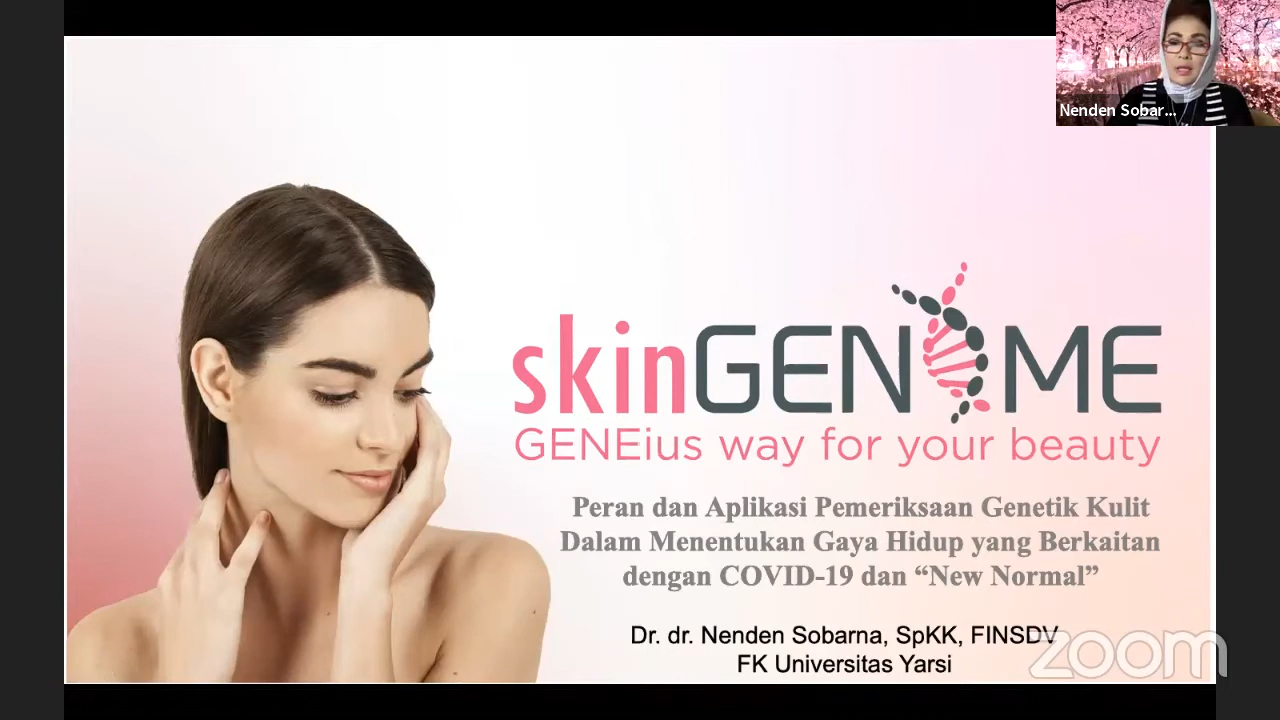 Nenden Sobar...
skinGENOME
GENEius way for your beauty
Peran dan Aplikasi Pemeriksaan Genetik Kulit
Dalam Menentukan Gaya Hidup yang Berkaitan
dengan COVID-19 dan “New Normal”
Dr. dr. Nenden Sobarna, SpKK, FINSDV
FK Universitas Yarsi
zoom